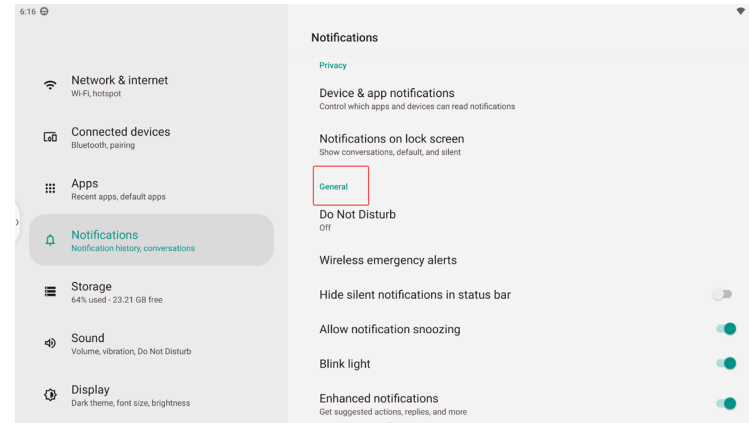 6:16
Notifications
Network & internet
Wi-Fi, hotspot
Connected devices
Bluetooth, pairing
Apps
Recent apps, default apps
Notifications
Notification history, conversations
Storage
64% used - 23.21 GB free
Sound
Volume, vibration, Do Not Disturb
Display
Dark theme, font size, brightness
Privacy
Device & app notifications
Control which apps and devices can read notifications
Notifications on lock screen
Show conversations, default, and silent
General
Do Not Disturb
Off
Wireless emergency alerts
Hide silent notifications in status bar
Allow notification snoozing
Blink light
Enhanced notifications
Get suggested actions, replies, and more